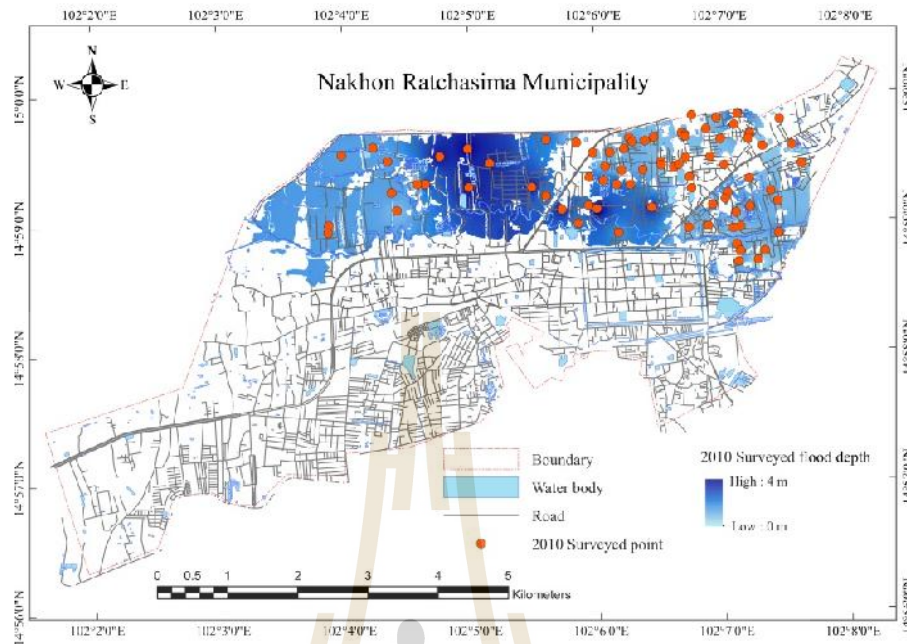 102°2'0"E 102°3'0"E 102°4'0"E 102°5'0"E 102°6'0"E 102°7'0"E 102°8'0"E
N
W E
S
Nakhon Ratchasima Municipality
15°0'0"N
14°59'0"N
14°58'0"N
14°57'0"N
14°56'0"N
Boundary
Water body
Road
2010 Surveyed point
2010 Surveyed flood depth
High : 4 m
Low : 0 m
0 0.5 1 2 3 4 5
Kilometers
102°2'0"E 102°3'0"E 102°4'0"E 102°5'0"E 102°6'0"E 102°7'0"E 102°8'0"E